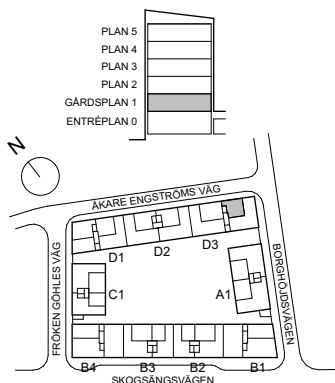 PLAN 5
PLAN 4
PLAN 3
PLAN 2
GÅRDSPLAN 1
ENTRÉPLAN 0
N
ÅKARE ENGSTRÖMS VÄG
FRÖKEN GÖHLES VÄG
BORGHÖJDSVÄGEN
D1
D2
D3
C1
A1
B4
B3
B2
B1
SKOGSÄNGSVÄGEN